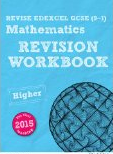 REVISE EDEXCEL GCSE (9-1)
Mathematics
REVISION
WORKBOOK
Higher
2015